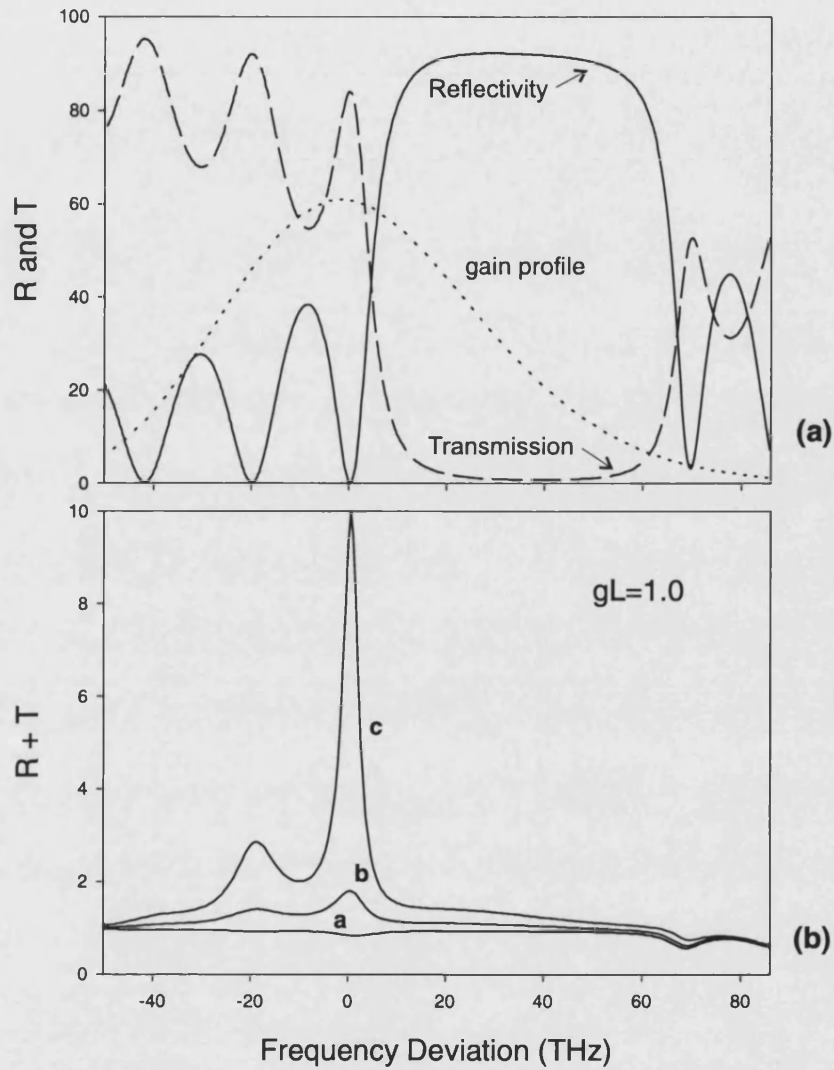 100
80
60
40
20
0
R and T
Reflectivity
gain profile
Transmission
(a)
10
8
6
4
2
0
R + T
gL=1.0
c
b
a
(b)
-40 -20 0 20 40 60 80
Frequency Deviation (THz)